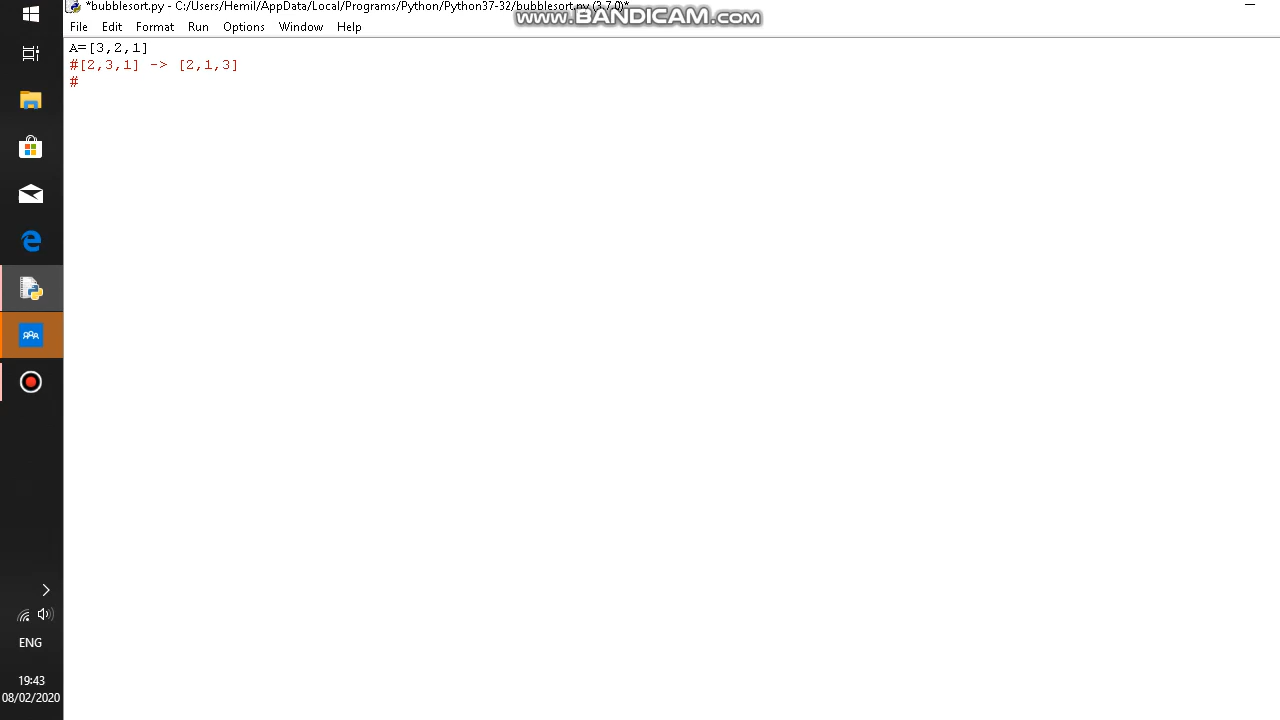 *bubblesort.py - C:/Users/Hemil/AppData/Local/Programs/Python/Python37-32/bubblesort.py (3.7.0)*
www.BANDICAM.com
File Edit Format Run Options Window Help
A=[3,2,1]
#[2,3,1] -> [2,1,3]
#
ENG
19:43
08/02/2020